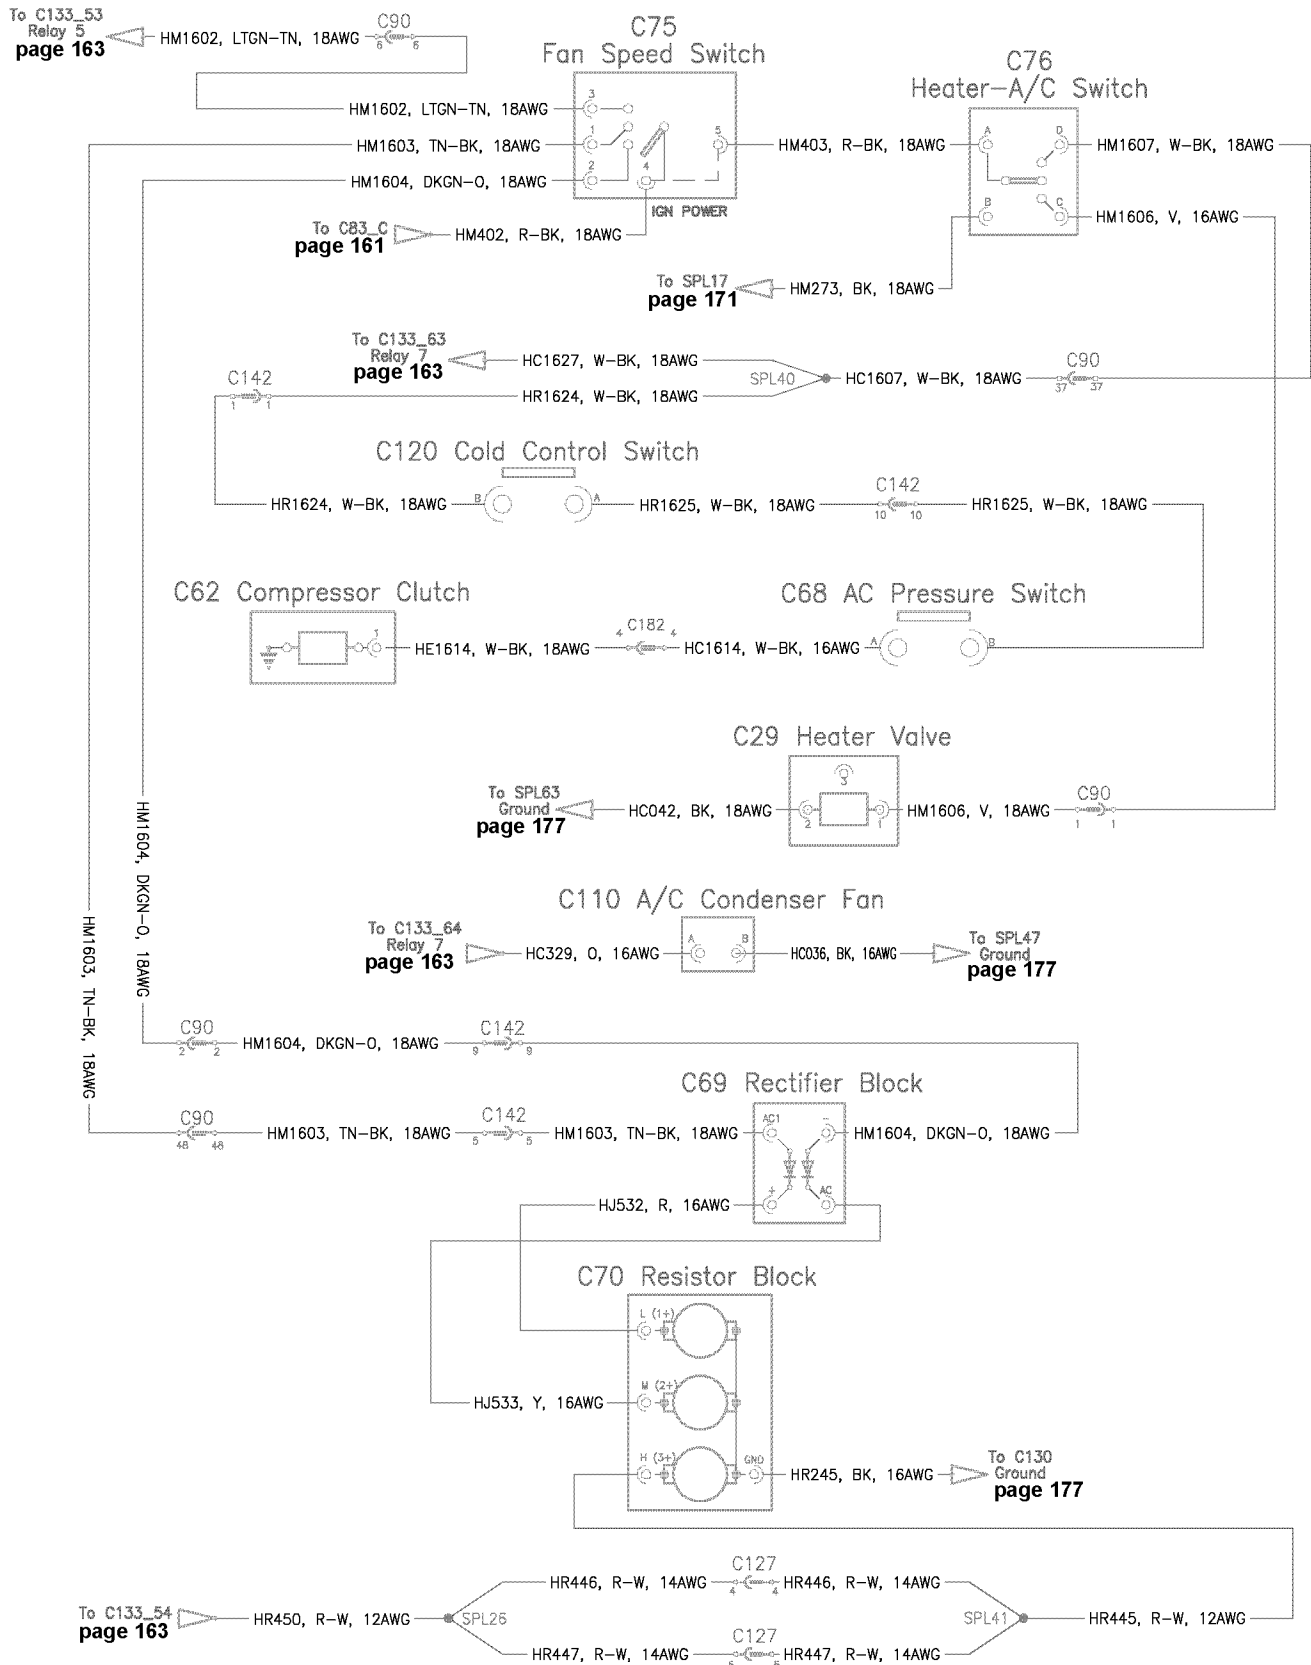 To C133_53
Relay 5
page 163
HM1602, LTGN-TN, 18AWG
C90
6 6
C75
Fan Speed Switch
C76
Heater-A/C Switch
HM1602, LTGN-TN, 18AWG
3
HM1603, TN-BK, 18AWG
1
5
HM403, R-BK, 18AWG
A
D
HM1607, W-BK, 18AWG
HM1604, DKGN-O, 18AWG
2
4
IGN POWER
B
C
HM1606, V, 16AWG
To C83_C
page 161
HM402, R-BK, 18AWG
To SPL17
page 171
HM273, BK, 18AWG
To C133_63
Relay 7
page 163
HC1627, W-BK, 18AWG
SPL40
HC1607, W-BK, 18AWG
C90
37 37
C142
1 1
HR1624, W-BK, 18AWG
C120 Cold Control Switch
HR1624, W-BK, 18AWG
B
A
HR1625, W-BK, 18AWG
C142
10 10
HR1625, W-BK, 18AWG
C62 Compressor Clutch
1
HE1614, W-BK, 18AWG
C182
4 4
HC1614, W-BK, 16AWG
C68 AC Pressure Switch
A
B
C29 Heater Valve
3
To SPL63
Ground
page 177
HC042, BK, 18AWG
2
1
HM1606, V, 18AWG
C90
1 1
HM1604, DKGN-O, 18AWG
HM1603, TN-BK, 18AWG
C110 A/C Condenser Fan
To C133_64
Relay 7
page 163
HC329, O, 16AWG
A
B
HC036, BK, 16AWG
To SPL47
Ground
page 177
C90
2 2
HM1604, DKGN-O, 18AWG
C142
9 9
C69 Rectifier Block
C90
48 48
HM1603, TN-BK, 18AWG
C142
5 5
HM1603, TN-BK, 18AWG
AC1
-
HM1604, DKGN-O, 18AWG
HJ532, R, 16AWG
+
AC
C70 Resistor Block
L (1+)
HJ533, Y, 16AWG
M (2+)
H (3+)
GND
HR245, BK, 16AWG
To C130
Ground
page 177
To C133_54
page 163
HR450, R-W, 12AWG
SPL26
HR446, R-W, 14AWG
C127
4 4
HR446, R-W, 14AWG
SPL41
HR445, R-W, 12AWG
HR447, R-W, 14AWG
C127
HR447, R-W, 14AWG